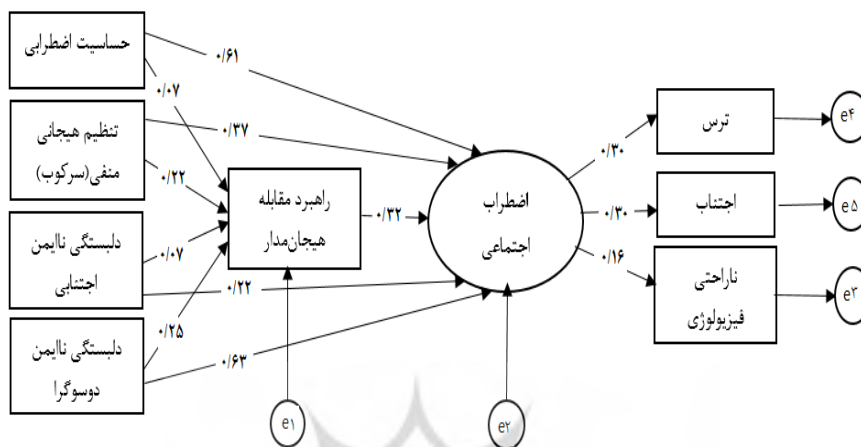 حساسیت اضطرابی
۰/۶۱
۰/۰۷
تنظیم هیجانی
منفی(سرکوب)
۰/۳۷
۰/۲۲
راهبرد مقابله
هیجان‌مدار
۰/۳۲
اضطراب
اجتماعی
دلبستگی ناایمن
اجتنابی
۰/۰۷
۰/۲۲
دلبستگی ناایمن
دوسوگرا
۰/۲۵
۰/۶۳
۰/۳۰
ترس
e۴
۰/۳۰
اجتناب
e۵
۰/۱۶
ناراحتی
فیزیولوژی
e۳
e۱
e۲